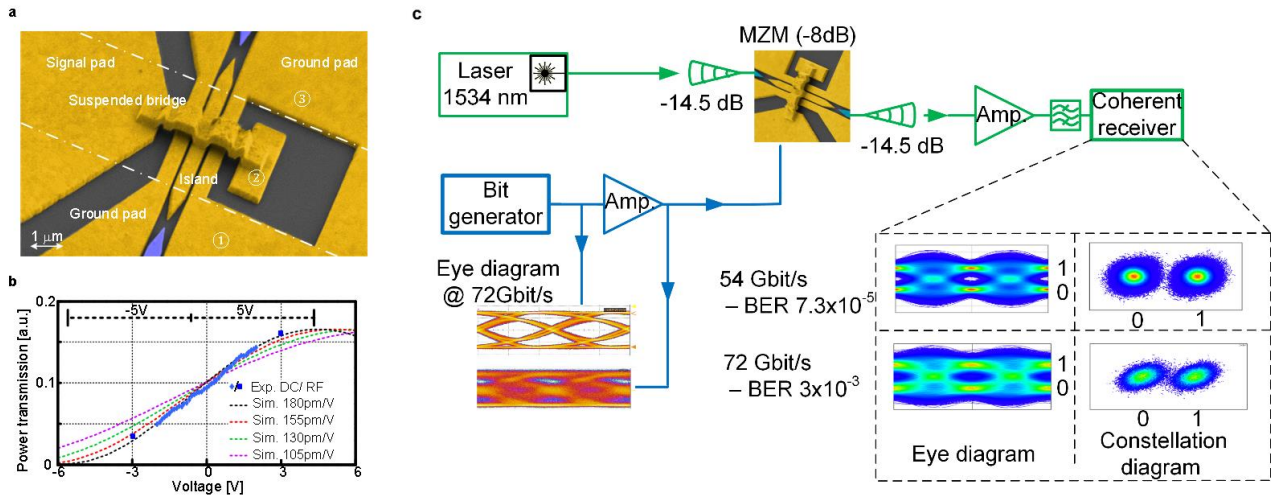 a
Signal pad
Ground pad
③
Suspended bridge
Island
②
Ground pad
①
1 μm
b
0.2
-5V
5V
Power transmission [a.u.]
0.1
Exp. DC/ RF
Sim. 180pm/V
Sim. 155pm/V
Sim. 130pm/V
Sim. 105pm/V
0
-6
-3
0
3
6
Voltage [V]
c
MZM (-8dB)
Laser
1534 nm
-14.5 dB
-14.5 dB
Amp.
Coherent
receiver
Bit
generator
Amp.
Eye diagram
@ 72Gbit/s
54 Gbit/s
– BER 7.3x10⁻⁵
1
0
0
1
72 Gbit/s
– BER 3x10⁻³
1
0
0
1
Eye diagram
Constellation
diagram